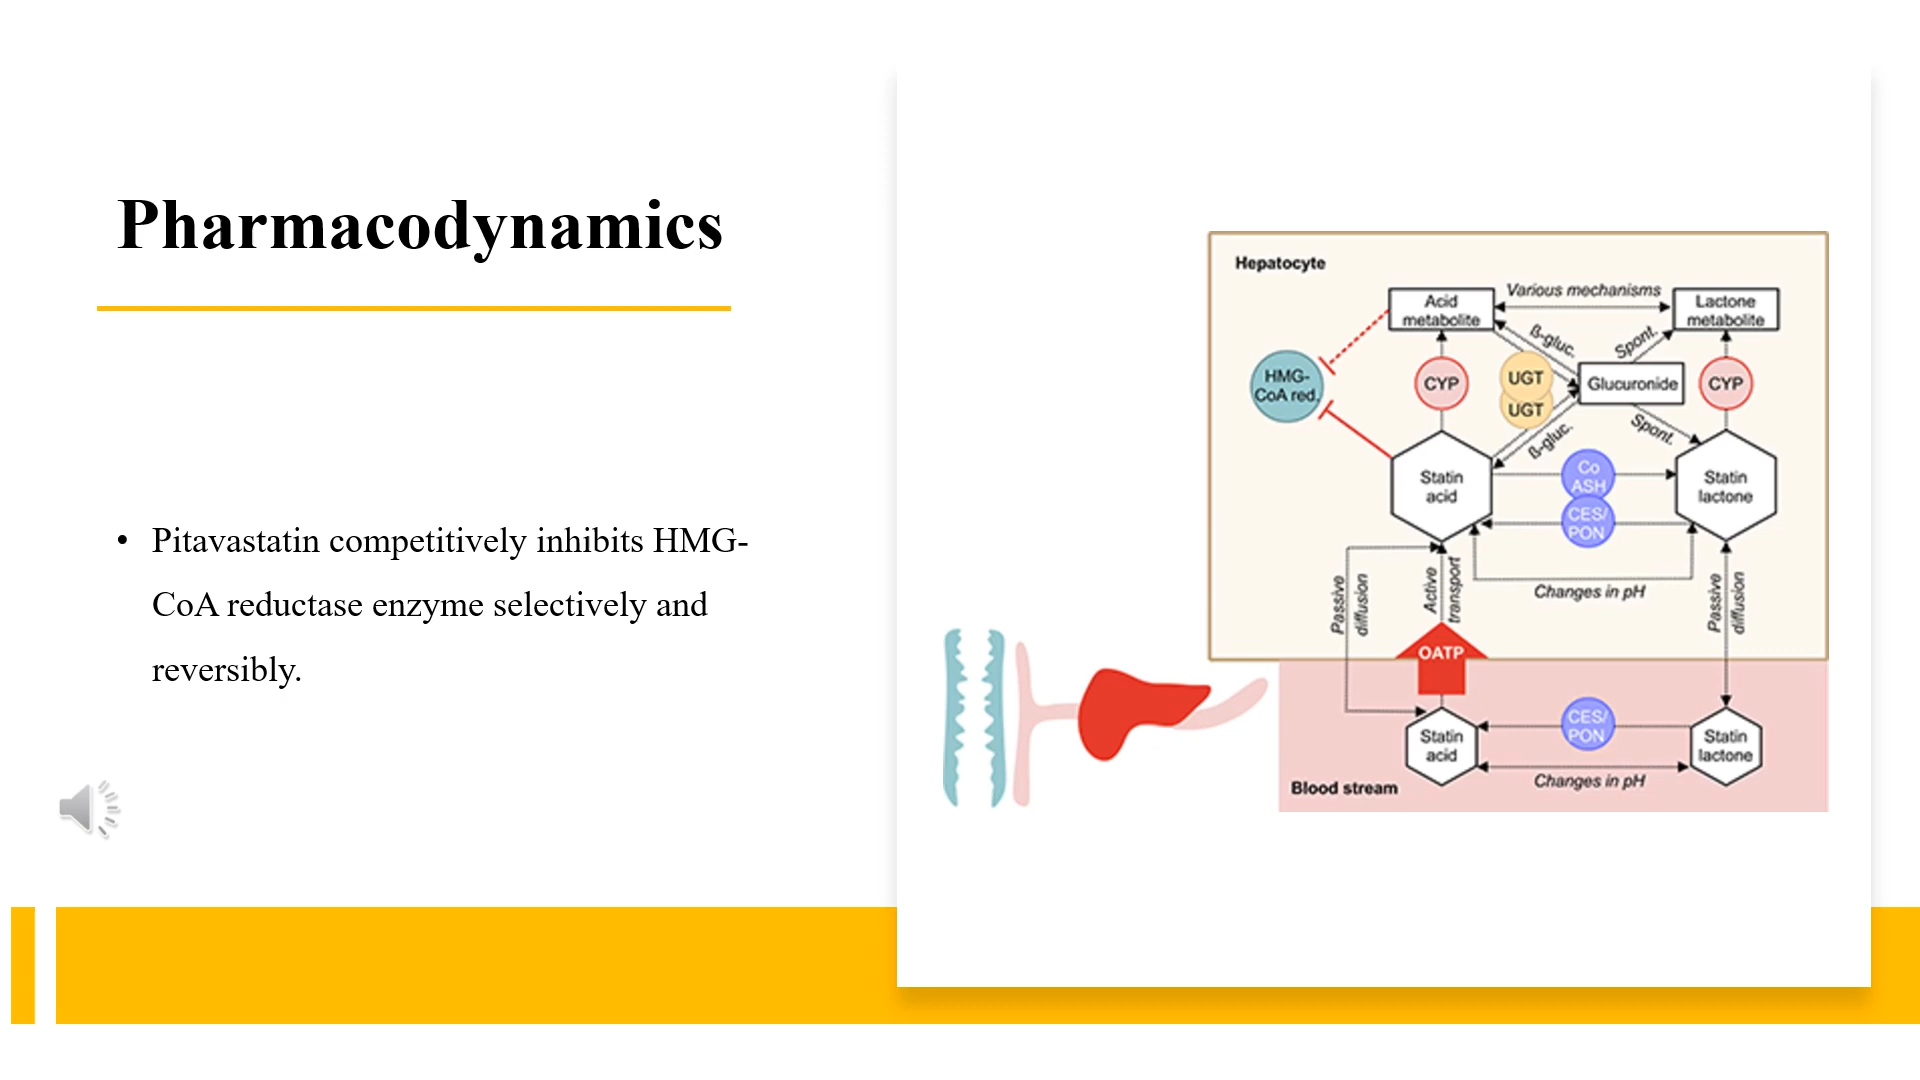 Pharmacodynamics
• Pitavastatin competitively inhibits HMG-
CoA reductase enzyme selectively and
reversibly.
Hepatocyte
Acid
metabolite
Various mechanisms
Lactone
metabolite
ß-gluc.
Spont.
HMG-
CoA red.
CYP
UGT
UGT
Glucuronide
CYP
ß-gluc.
Spont.
Statin
acid
Co
ASH
CES/
PON
Statin
lactone
Changes in pH
Passive
diffusion
Active
transport
Passive
diffusion
OATP
Statin
acid
CES/
PON
Statin
lactone
Changes in pH
Blood stream